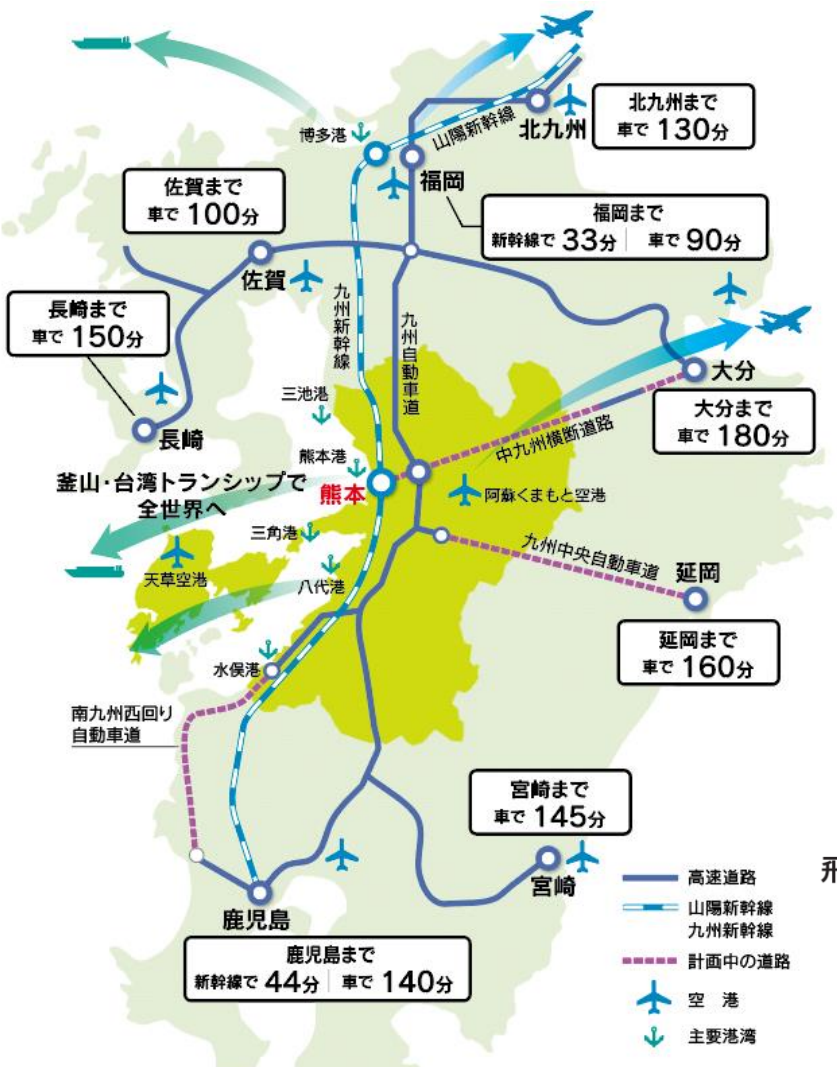 北九州まで
車で 130分
北九州
山陽新幹線
博多港
福岡
佐賀まで
車で 100分
福岡まで
新幹線で 33分 車で 90分
佐賀
長崎まで
車で 150分
九州新幹線
九州自動車道
大分
三池港
長崎
大分まで
車で 180分
中九州横断道路
熊本港
熊本
釜山・台湾トランシップで
全世界へ
阿蘇くまもと空港
三角港
九州中央自動車道
天草空港
八代港
延岡
延岡まで
車で 160分
水俣港
南九州西回り
自動車道
宮崎まで
車で 145分
宮崎
鹿児島
鹿児島まで
新幹線で 44分 車で 140分
高速道路
山陽新幹線
九州新幹線
計画中の道路
空 港
主要港湾